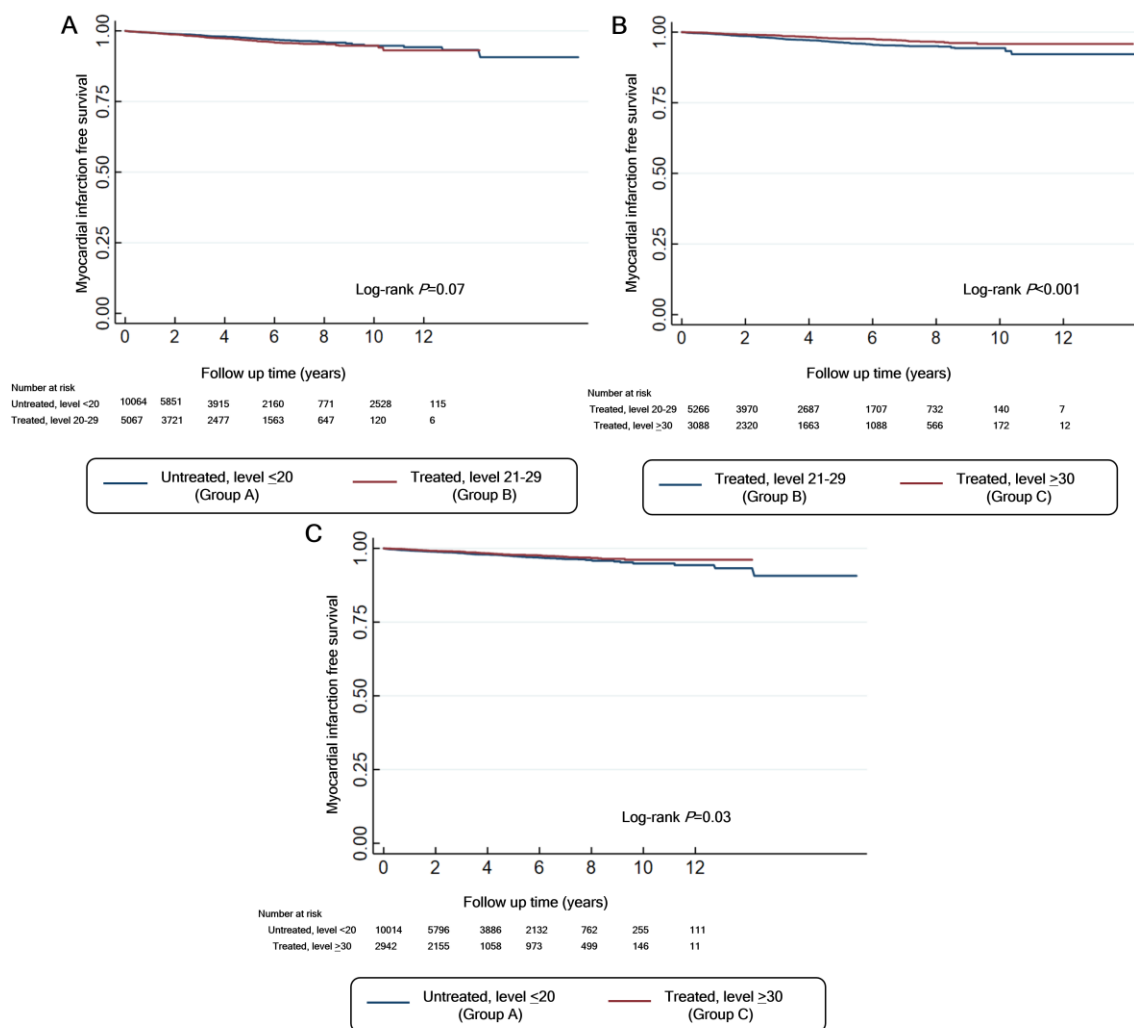 A
Myocardial infarction free survival
1.00
0.75
0.50
0.25
0.00
Log-rank P=0.07
0 2 4 6 8 10 12
Follow up time (years)
Number at risk
Untreated, level <20 10064 5851 3915 2160 771 2528 115
Treated, level 20-29 5067 3721 2477 1563 647 120 6
Untreated, level ≤20 (Group A)
Treated, level 21-29 (Group B)
B
Myocardial infarction free survival
1.00
0.75
0.50
0.25
0.00
Log-rank P<0.001
0 2 4 6 8 10 12
Follow up time (years)
Number at risk
Treated, level 20-29 5266 3970 2687 1707 732 140 7
Treated, level ≥30 3088 2320 1663 1088 566 172 12
Treated, level 21-29 (Group B)
Treated, level ≥30 (Group C)
C
Myocardial infarction free survival
1.00
0.75
0.50
0.25
0.00
Log-rank P=0.03
0 2 4 6 8 10 12
Follow up time (years)
Number at risk
Untreated, level <20 10014 5796 3886 2132 762 255 111
Treated, level ≥30 2942 2155 1058 973 499 146 11
Untreated, level ≤20 (Group A)
Treated, level ≥30 (Group C)